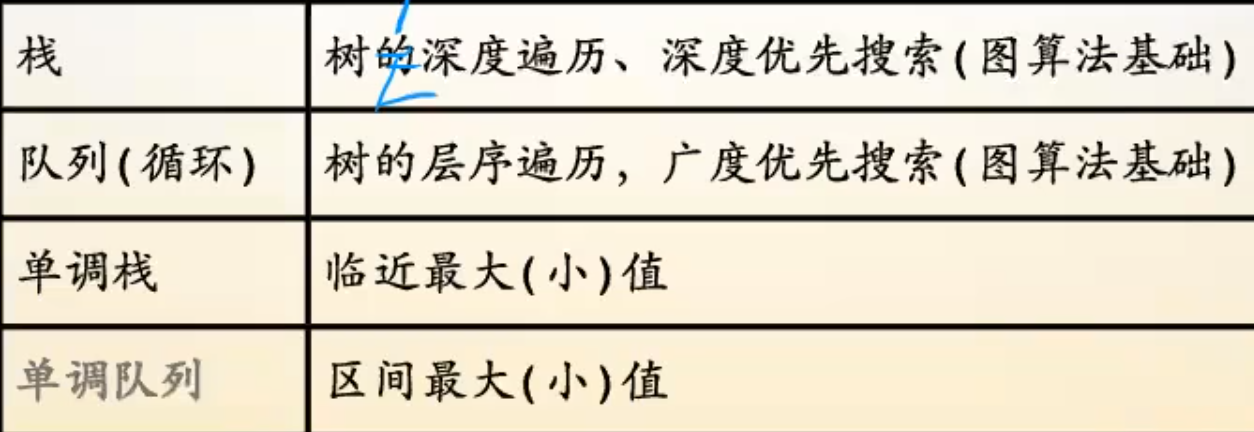 栈 树的深度遍历、深度优先搜索(图算法基础)
队列(循环) 树的层序遍历，广度优先搜索(图算法基础)
单调栈 临近最大(小)值
单调队列 区间最大(小)值